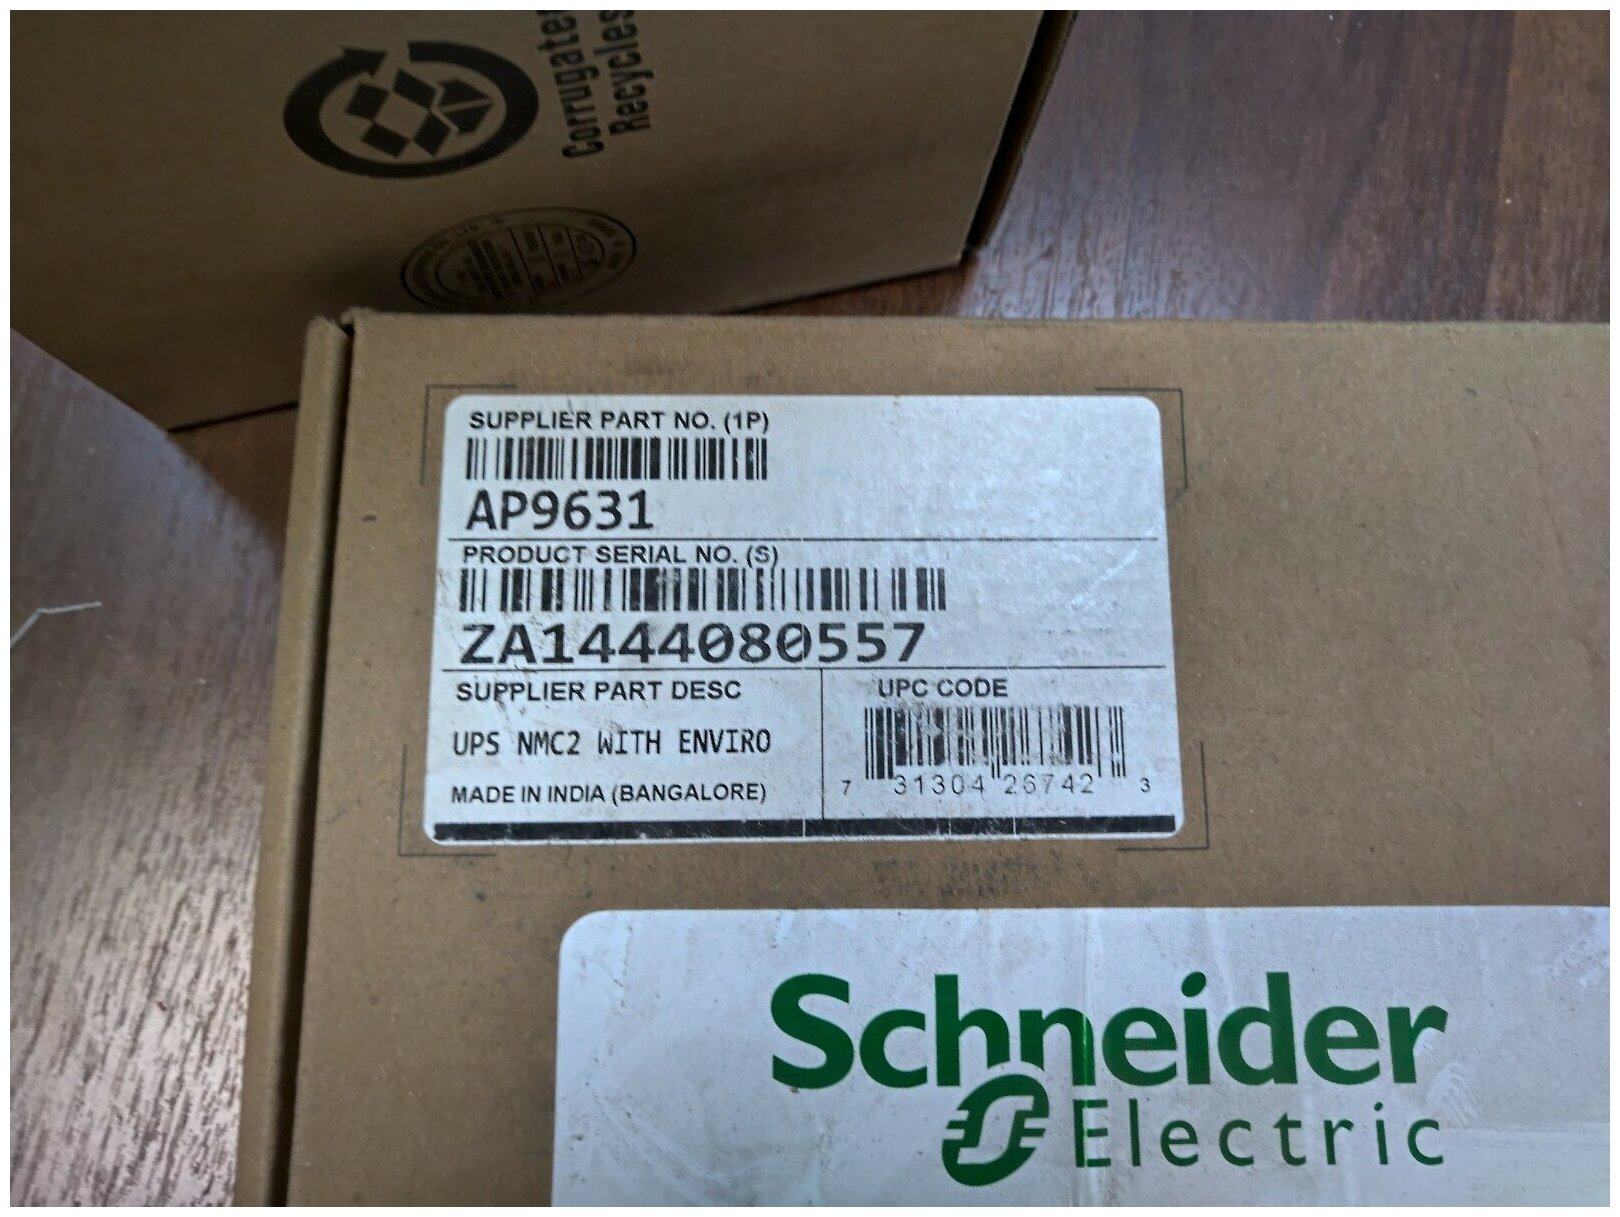 Corrugated
Recycles
SUPPLIER PART NO. (1P)
AP9631
PRODUCT SERIAL NO. (S)
ZA1444080557
SUPPLIER PART DESC
UPS NMC2 WITH ENVIRO
MADE IN INDIA (BANGALORE)
UPC CODE
7 31304 26742 3
Schneider
Electric